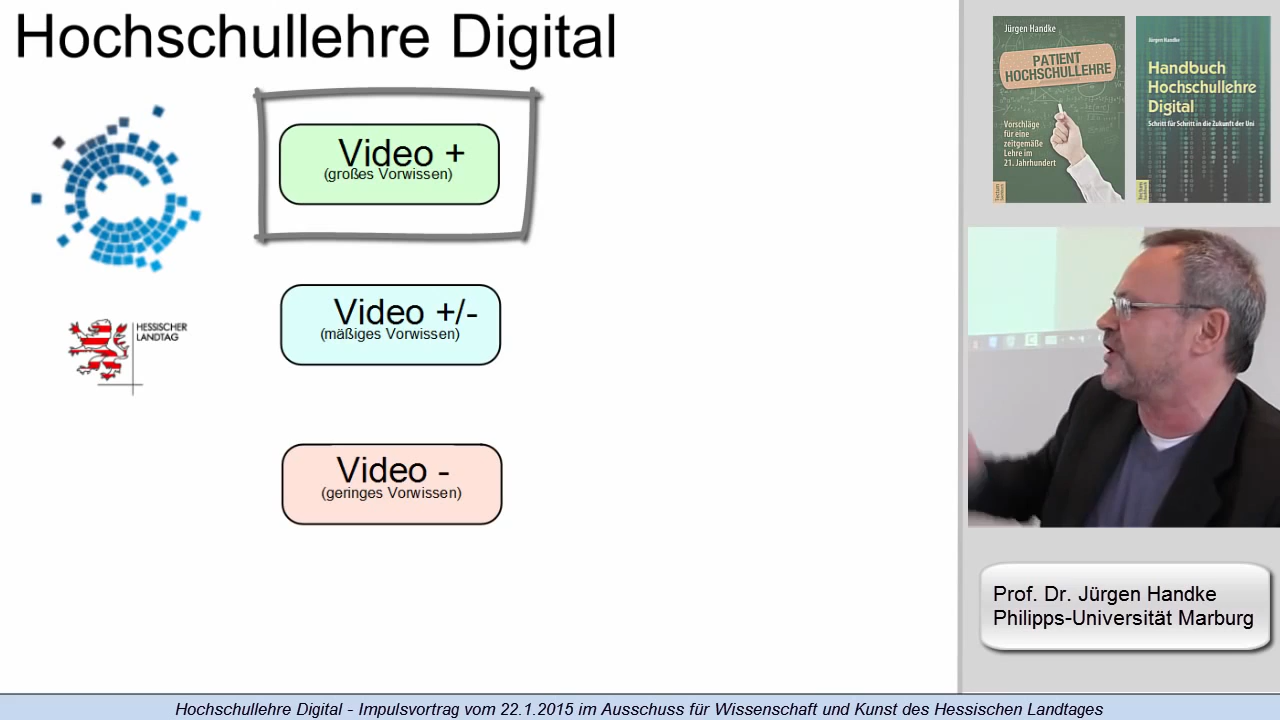 Hochschullehre Digital
Video +
(großes Vorwissen)
Video +/-
(mäßiges Vorwissen)
Video -
(geringes Vorwissen)
HESSISCHER
LANDTAG
Jürgen Handke
PATIENT
HOCHSCHULLEHRE
Vorschläge
für eine
zeitgemäße
Lehre im
21. Jahrhundert
Jürgen Handke
Handbuch
Hochschullehre
Digital
Schritt für Schritt in die Zukunft der Uni
Prof. Dr. Jürgen Handke
Philipps-Universität Marburg
Hochschullehre Digital - Impulsvortrag vom 22.1.2015 im Ausschuss für Wissenschaft und Kunst des Hessischen Landtages